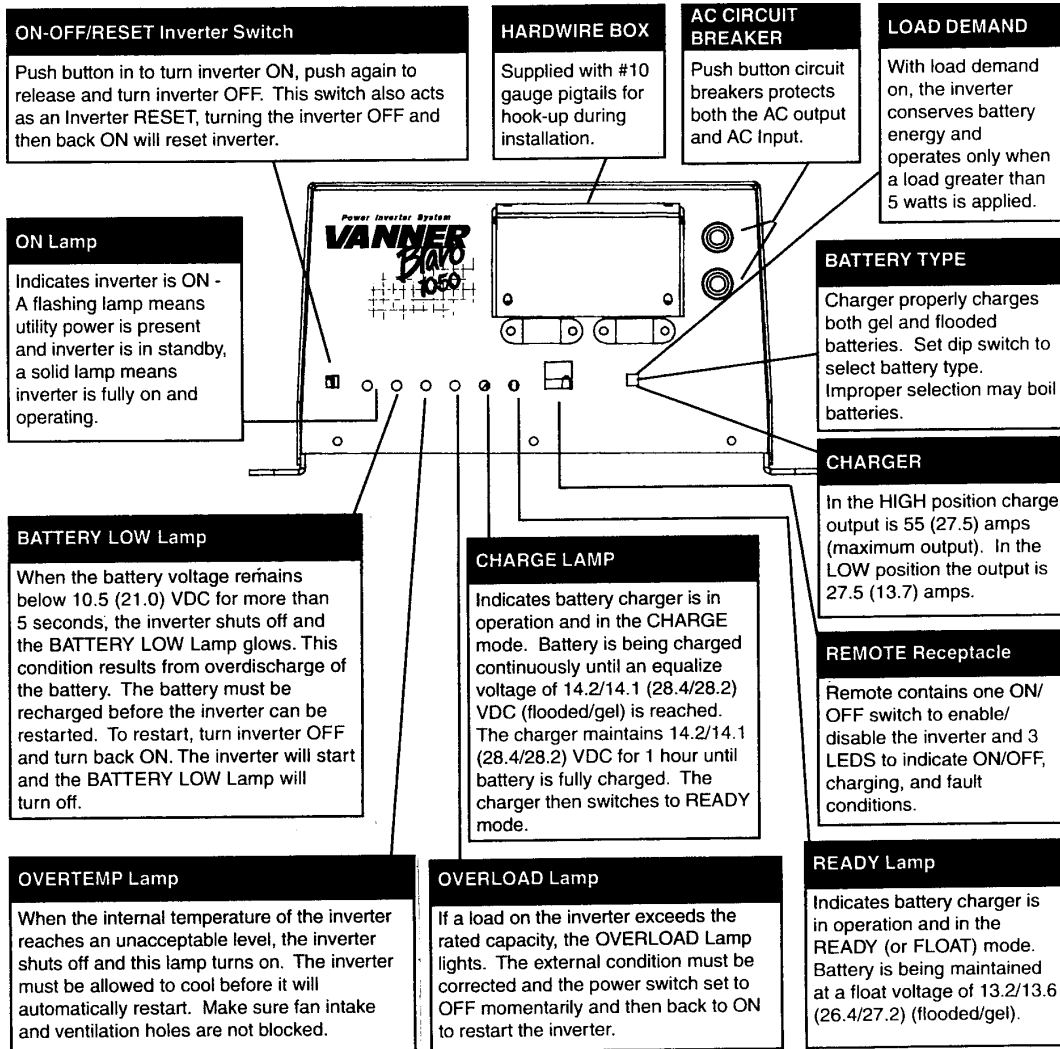 ON-OFF/RESET Inverter Switch
Push button in to turn inverter ON, push again to
release and turn inverter OFF. This switch also acts
as an Inverter RESET, turning the inverter OFF and
then back ON will reset inverter.
HARDWIRE BOX
Supplied with #10
gauge pigtails for
hook-up during
installation.
AC CIRCUIT
BREAKER
Push button circuit
breakers protects
both the AC output
and AC Input.
LOAD DEMAND
With load demand
on, the inverter
conserves battery
energy and
operates only when
a load greater than
5 watts is applied.
ON Lamp
Indicates inverter is ON -
A flashing lamp means
utility power is present
and inverter is in standby,
a solid lamp means
inverter is fully on and
operating.
Power Inverter System
VANNER
Bravo
1050
BATTERY TYPE
Charger properly charges
both gel and flooded
batteries. Set dip switch to
select battery type.
Improper selection may boil
batteries.
CHARGER
In the HIGH position charge
output is 55 (27.5) amps
(maximum output). In the
LOW position the output is
27.5 (13.7) amps.
BATTERY LOW Lamp
When the battery voltage remains
below 10.5 (21.0) VDC for more than
5 seconds, the inverter shuts off and
the BATTERY LOW Lamp glows. This
condition results from overdischarge of
the battery. The battery must be
recharged before the inverter can be
restarted. To restart, turn inverter OFF
and turn back ON. The inverter will start
and the BATTERY LOW Lamp will
turn off.
CHARGE LAMP
Indicates battery charger is in
operation and in the CHARGE
mode. Battery is being charged
continuously until an equalize
voltage of 14.2/14.1 (28.4/28.2)
VDC (flooded/gel) is reached.
The charger maintains 14.2/14.1
(28.4/28.2) VDC for 1 hour until
battery is fully charged. The
charger then switches to READY
mode.
REMOTE Receptacle
Remote contains one ON/
OFF switch to enable/
disable the inverter and 3
LEDS to indicate ON/OFF,
charging, and fault
conditions.
OVERTEMP Lamp
When the internal temperature of the inverter
reaches an unacceptable level, the inverter
shuts off and this lamp turns on. The inverter
must be allowed to cool before it will
automatically restart. Make sure fan intake
and ventilation holes are not blocked.
OVERLOAD Lamp
If a load on the inverter exceeds the
rated capacity, the OVERLOAD Lamp
lights. The external condition must be
corrected and the power switch set to
OFF momentarily and then back to ON
to restart the inverter.
READY Lamp
Indicates battery charger is
in operation and in the
READY (or FLOAT) mode.
Battery is being maintained
at a float voltage of 13.2/13.6
(26.4/27.2) (flooded/gel).